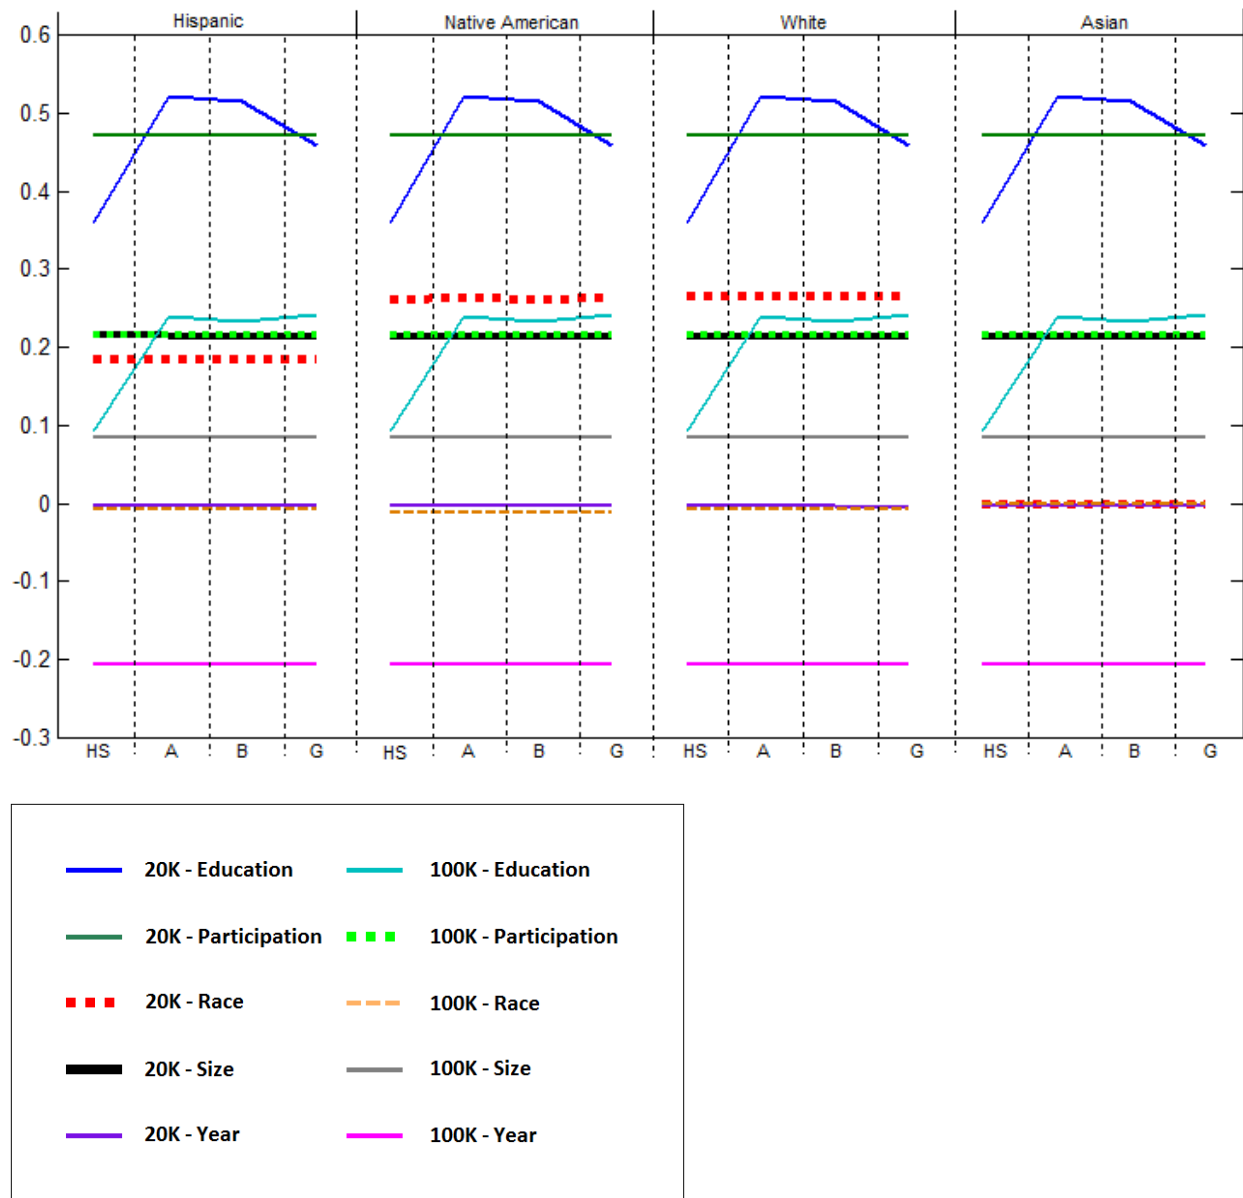 Hispanic Native American White Asian
0.6
0.5
0.4
0.3
0.2
0.1
0
-0.1
-0.2
-0.3
HS A B G HS A B G HS A B G HS A B G
20K - Education 100K - Education
20K - Participation 100K - Participation
20K - Race 100K - Race
20K - Size 100K - Size
20K - Year 100K - Year